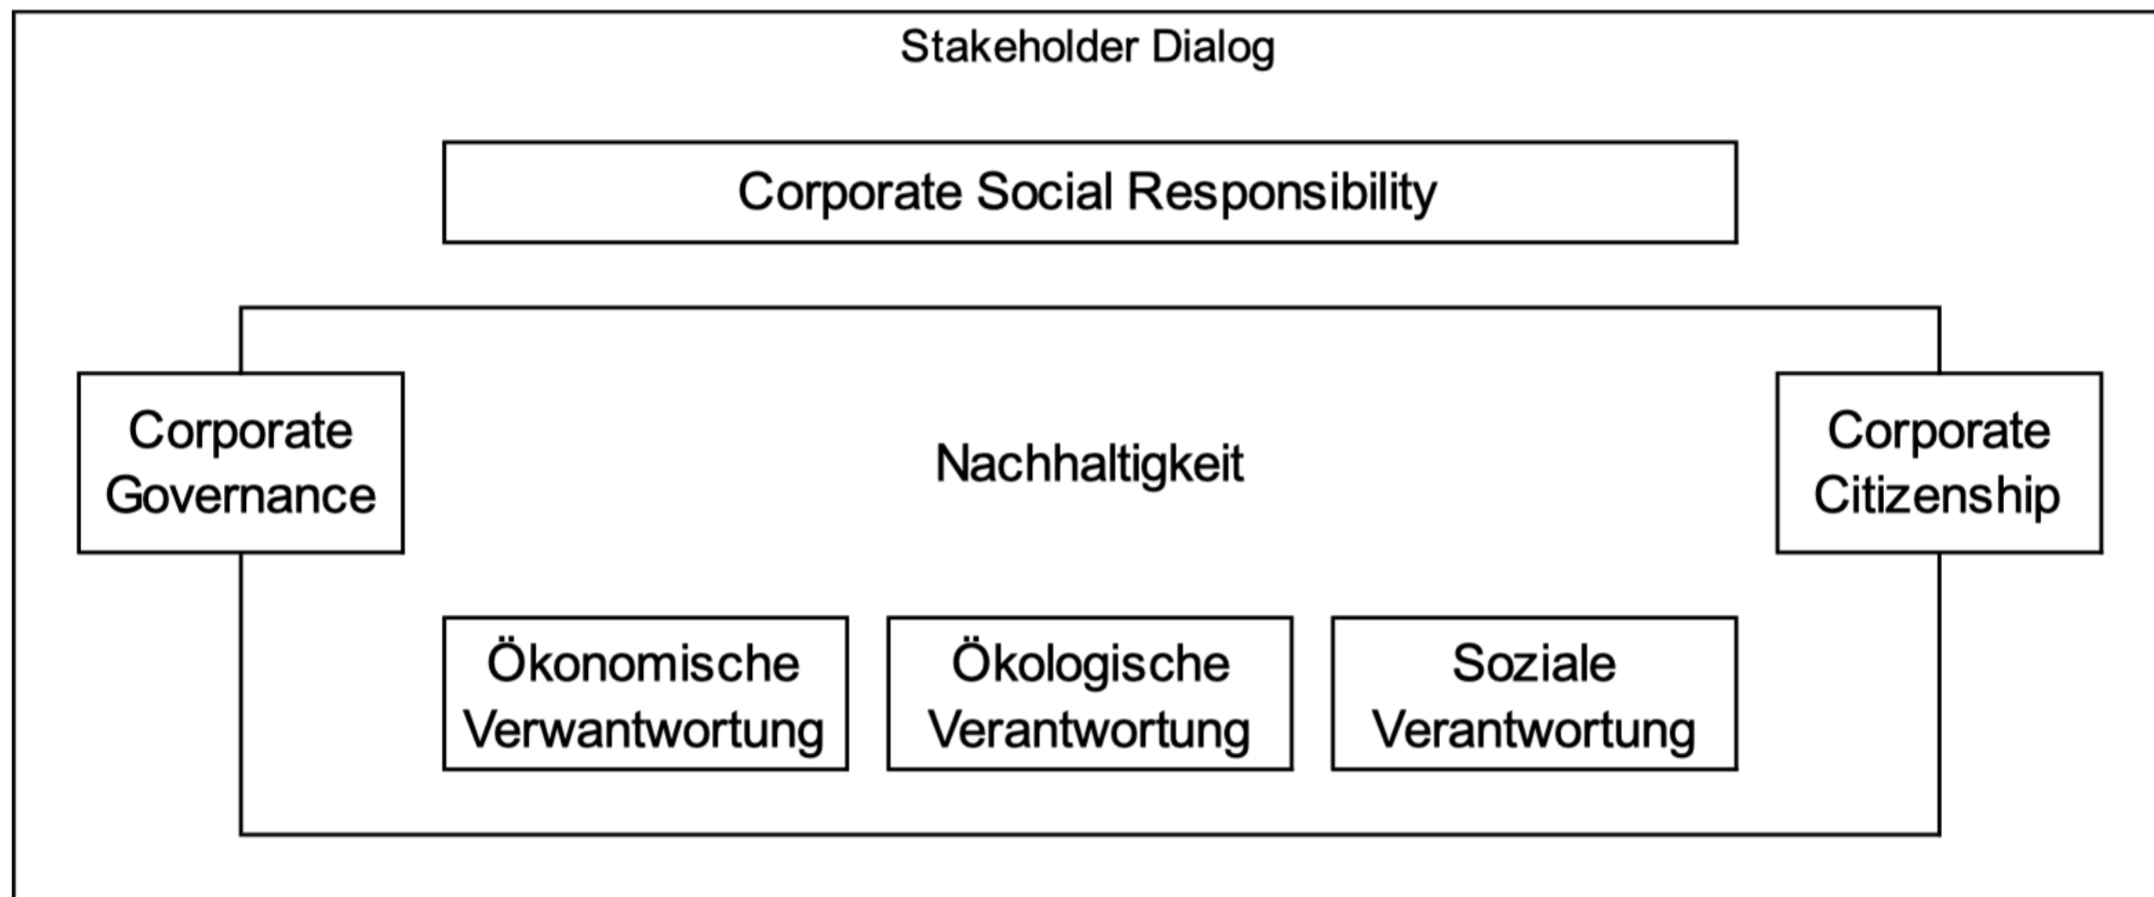 Stakeholder Dialog
Corporate Social Responsibility
Corporate
Governance
Nachhaltigkeit
Corporate
Citizenship
Ökonomische
Verwantwortung
Ökologische
Verantwortung
Soziale
Verantwortung